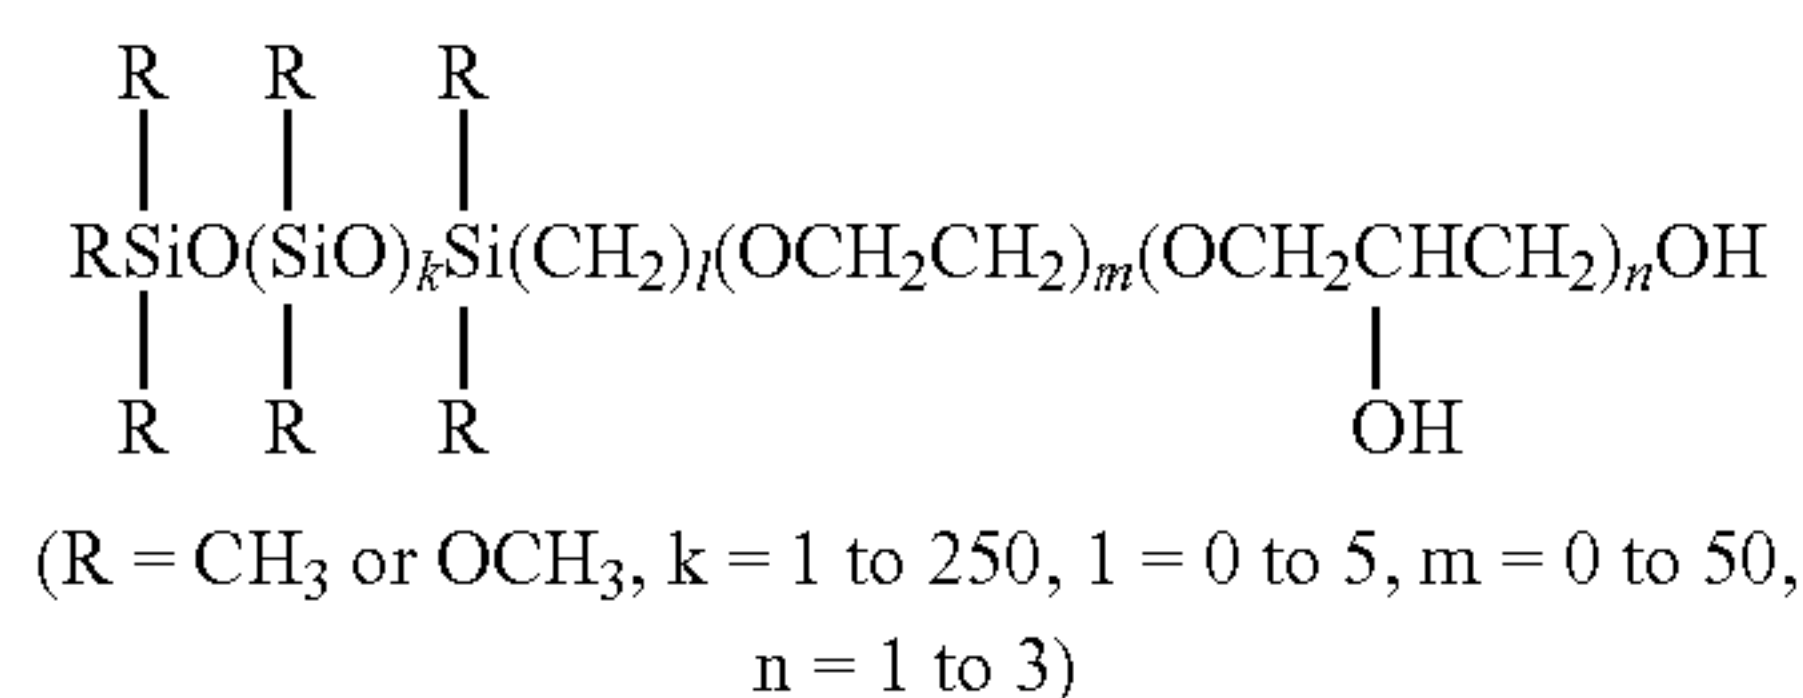 R R R
RSiO(SiO)kSi(CH2)l(OCH2CH2)m(OCH2CHCH2)nOH
R R R OH
(R = CH3 or OCH3, k = 1 to 250, 1 = 0 to 5, m = 0 to 50,
n = 1 to 3)